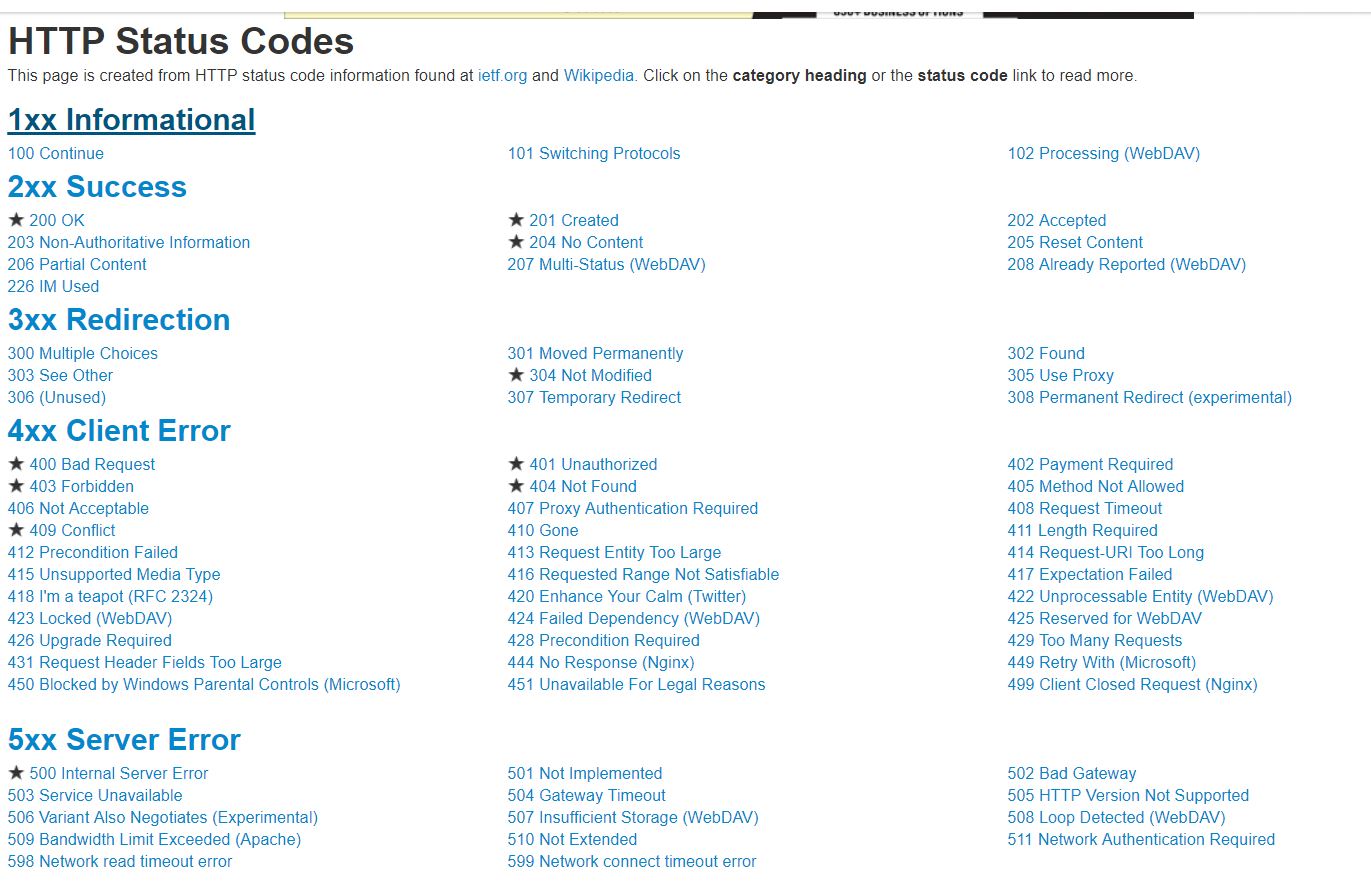 HTTP Status Codes
This page is created from HTTP status code information found at ietf.org and Wikipedia. Click on the category heading or the status code link to read more.
1xx Informational
100 Continue 101 Switching Protocols 102 Processing (WebDAV)
2xx Success
★ 200 OK ★ 201 Created 202 Accepted
203 Non-Authoritative Information ★ 204 No Content 205 Reset Content
206 Partial Content 207 Multi-Status (WebDAV) 208 Already Reported (WebDAV)
226 IM Used
3xx Redirection
300 Multiple Choices 301 Moved Permanently 302 Found
303 See Other ★ 304 Not Modified 305 Use Proxy
306 (Unused) 307 Temporary Redirect 308 Permanent Redirect (experimental)
4xx Client Error
★ 400 Bad Request ★ 401 Unauthorized 402 Payment Required
★ 403 Forbidden ★ 404 Not Found 405 Method Not Allowed
406 Not Acceptable 407 Proxy Authentication Required 408 Request Timeout
★ 409 Conflict 410 Gone 411 Length Required
412 Precondition Failed 413 Request Entity Too Large 414 Request-URI Too Long
415 Unsupported Media Type 416 Requested Range Not Satisfiable 417 Expectation Failed
418 I'm a teapot (RFC 2324) 420 Enhance Your Calm (Twitter) 422 Unprocessable Entity (WebDAV)
423 Locked (WebDAV) 424 Failed Dependency (WebDAV) 425 Reserved for WebDAV
426 Upgrade Required 428 Precondition Required 429 Too Many Requests
431 Request Header Fields Too Large 444 No Response (Nginx) 449 Retry With (Microsoft)
450 Blocked by Windows Parental Controls (Microsoft) 451 Unavailable For Legal Reasons 499 Client Closed Request (Nginx)
5xx Server Error
★ 500 Internal Server Error 501 Not Implemented 502 Bad Gateway
503 Service Unavailable 504 Gateway Timeout 505 HTTP Version Not Supported
506 Variant Also Negotiates (Experimental) 507 Insufficient Storage (WebDAV) 508 Loop Detected (WebDAV)
509 Bandwidth Limit Exceeded (Apache) 510 Not Extended 511 Network Authentication Required
598 Network read timeout error 599 Network connect timeout error